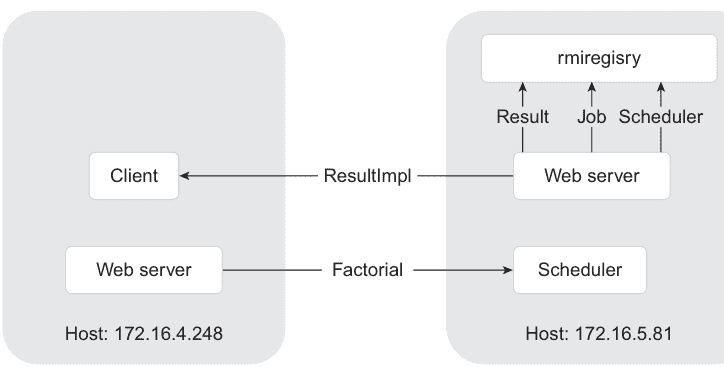 rmiregisry
Result Job Scheduler
Client
ResultImpl
Web server
Web server
Factorial
Scheduler
Host: 172.16.4.248
Host: 172.16.5.81